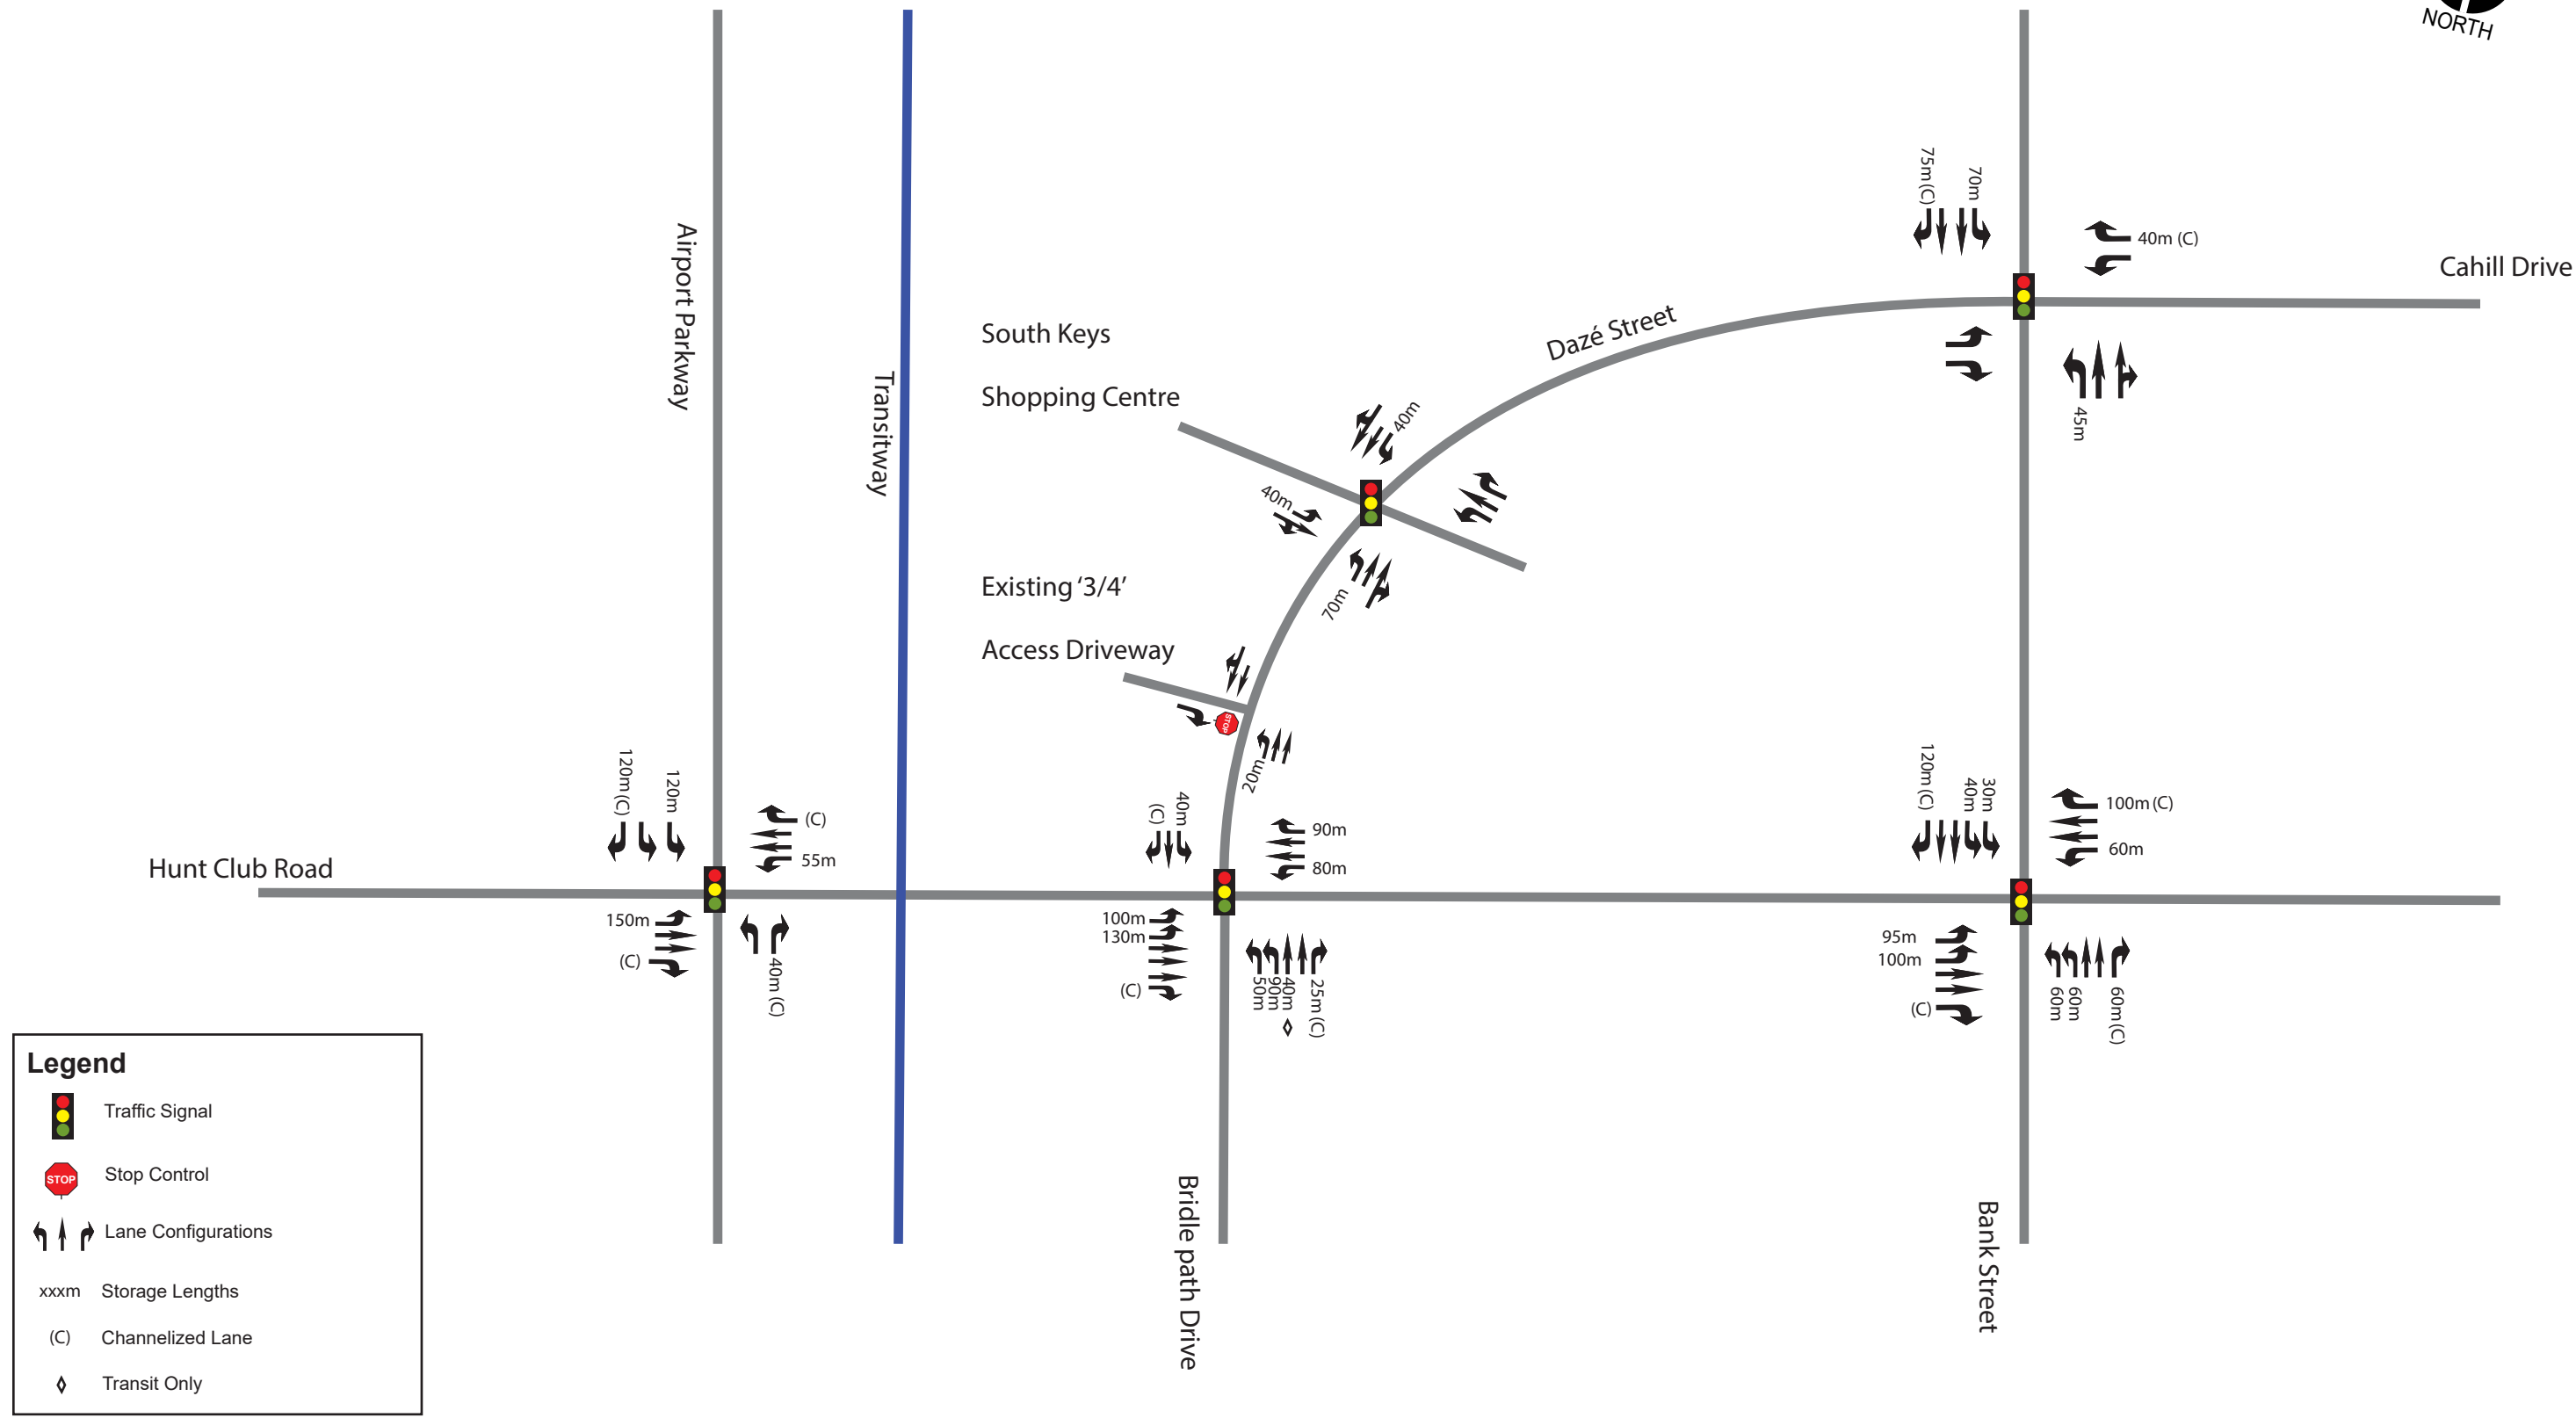 NORTH
75m (C)
70m
40m (C)
Cahill Drive
Airport Parkway
South Keys
Shopping Centre
Dazé Street
Transitway
45m
40m
40m
70m
Existing '3/4'
Access Driveway
STOP
20m
120m (C)
120m
(C)
55m
(C)
40m
90m
80m
120m (C)
40m
30m
100m (C)
60m
Hunt Club Road
150m
(C)
40m (C)
100m
130m
(C)
50m
90m
40m
25m (C)
95m
100m
(C)
60m
60m
60m (C)
Bridle path Drive
Bank Street
Legend
Traffic Signal
STOP
Stop Control
Lane Configurations
xxxm Storage Lengths
(C) Channelized Lane
Transit Only